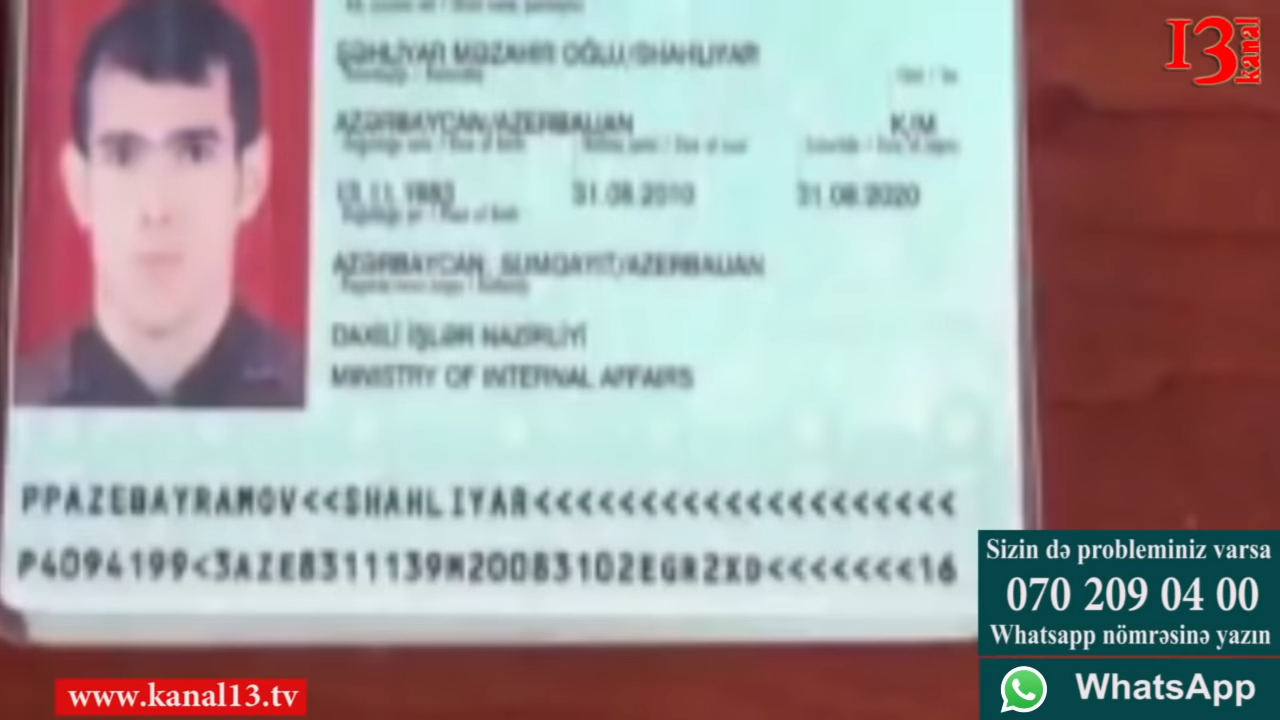 13 kanal
ŞƏHLİYAR MƏZAHİR OĞLU/SHAHLIYAR
AZƏRBAYCAN/AZERBAIJAN K/M
13.11.1983 31.08.2010 31.08.2020
AZƏRBAYCAN, SUMQAYIT/AZERBAIJAN
DAXİLİ İŞLƏR NAZİRLİYİ
MINISTRY OF INTERNAL AFFAIRS
PPAZEBAYRAMOV<<SHAHLIYAR<<<<<<<<<<<<<<<<<<<<
P4094199<3AZE8311139M20083102EGR2XD<<<<<<<16
Sizin də probleminiz varsa
070 209 04 00
Whatsapp nömrəsinə yazın
WhatsApp
www.kanal13.tv